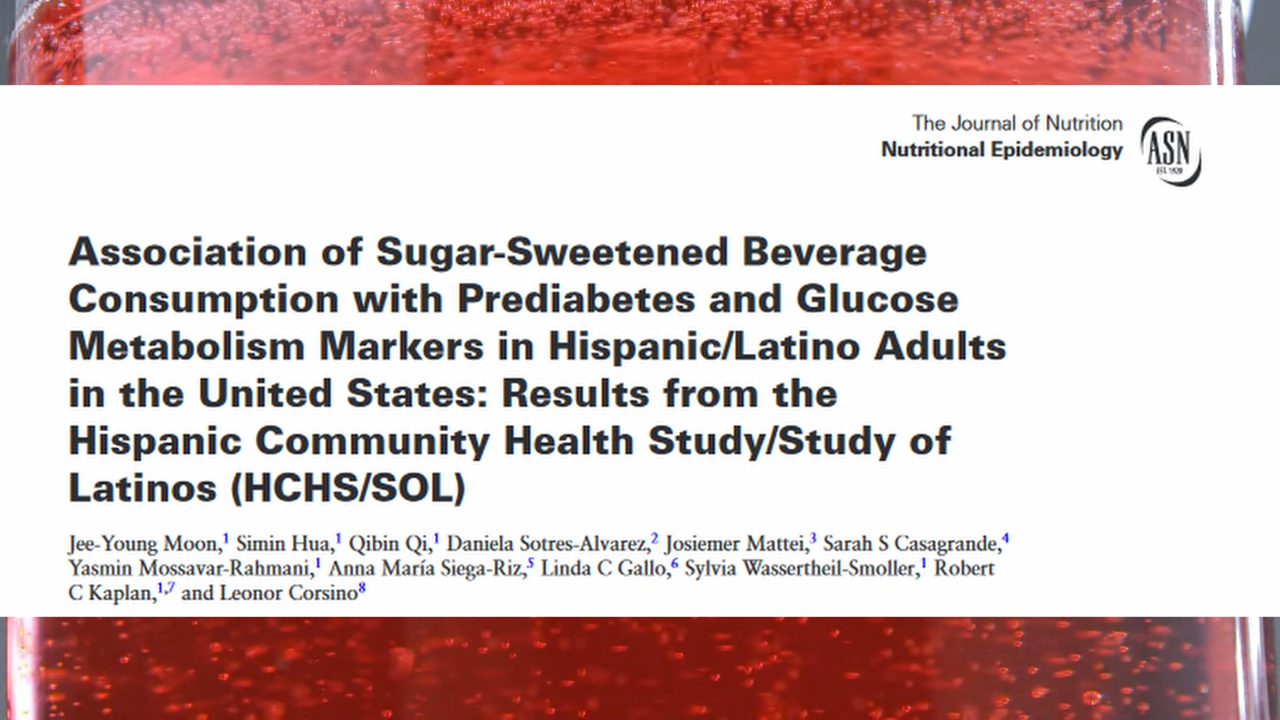 The Journal of Nutrition
Nutritional Epidemiology
ASN
EST. 1928
Association of Sugar-Sweetened Beverage
Consumption with Prediabetes and Glucose
Metabolism Markers in Hispanic/Latino Adults
in the United States: Results from the
Hispanic Community Health Study/Study of
Latinos (HCHS/SOL)
Jee-Young Moon,1 Simin Hua,1 Qibin Qi,1 Daniela Sotres-Alvarez,2 Josiemer Mattei,3 Sarah S Casagrande,4
Yasmin Mossavar-Rahmani,1 Anna María Siega-Riz,5 Linda C Gallo,6 Sylvia Wassertheil-Smoller,1 Robert
C Kaplan,1,7 and Leonor Corsino8